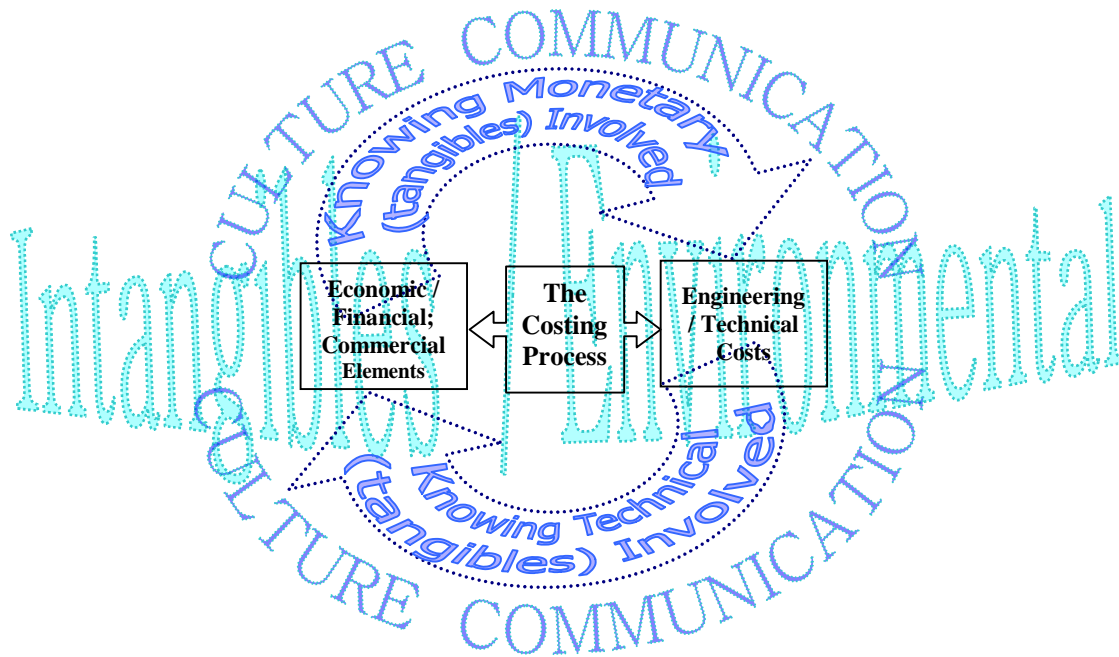 CULTURE COMMUNICATION
Knowing Monetary
(tangibles) Involved
Intangibles / Environmental
Economic /
Financial;
Commercial
Elements
The
Costing
Process
Engineering
/ Technical
Costs
Knowing Technical
(tangibles) Involved
CULTURE COMMUNICATION